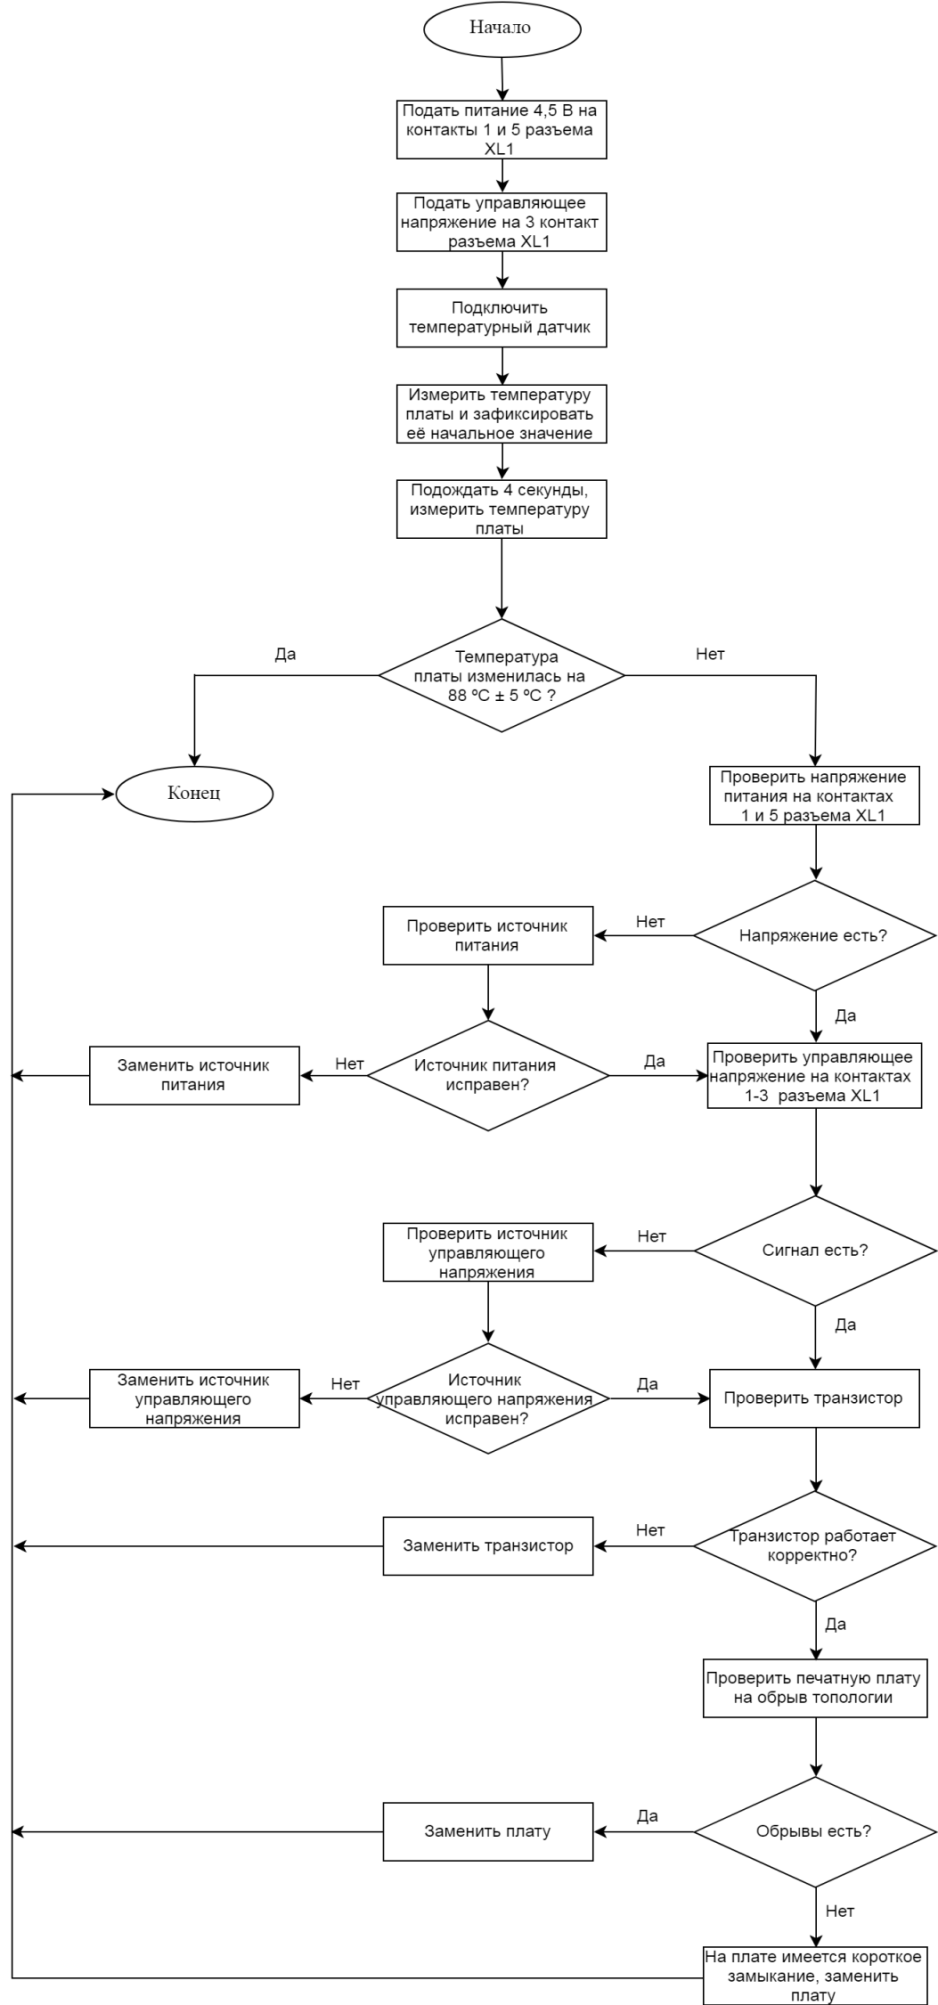 Начало
Подать питание 4,5 В на
контакты 1 и 5 разъема
XL1
Подать управляющее
напряжение на 3 контакт
разъема XL1
Подключить
температурный датчик
Измерить температуру
платы и зафиксировать
её начальное значение
Подождать 4 секунды,
измерить температуру
платы
Да
Температура
платы изменилась на
88 ºС ± 5 ºС ?
Нет
Конец
Проверить напряжение
питания на контактах
1 и 5 разъема XL1
Проверить источник
питания
Нет
Напряжение есть?
Да
Заменить источник
питания
Нет
Источник питания
исправен?
Да
Проверить управляющее
напряжение на контактах
1-3 разъема XL1
Проверить источник
управляющего
напряжения
Нет
Сигнал есть?
Да
Заменить источник
управляющего
напряжения
Нет
Источник
управляющего напряжения
исправен?
Да
Проверить транзистор
Заменить транзистор
Нет
Транзистор работает
корректно?
Да
Проверить печатную плату
на обрыв топологии
Заменить плату
Да
Обрывы есть?
Нет
На плате имеется короткое
замыкание, заменить
плату